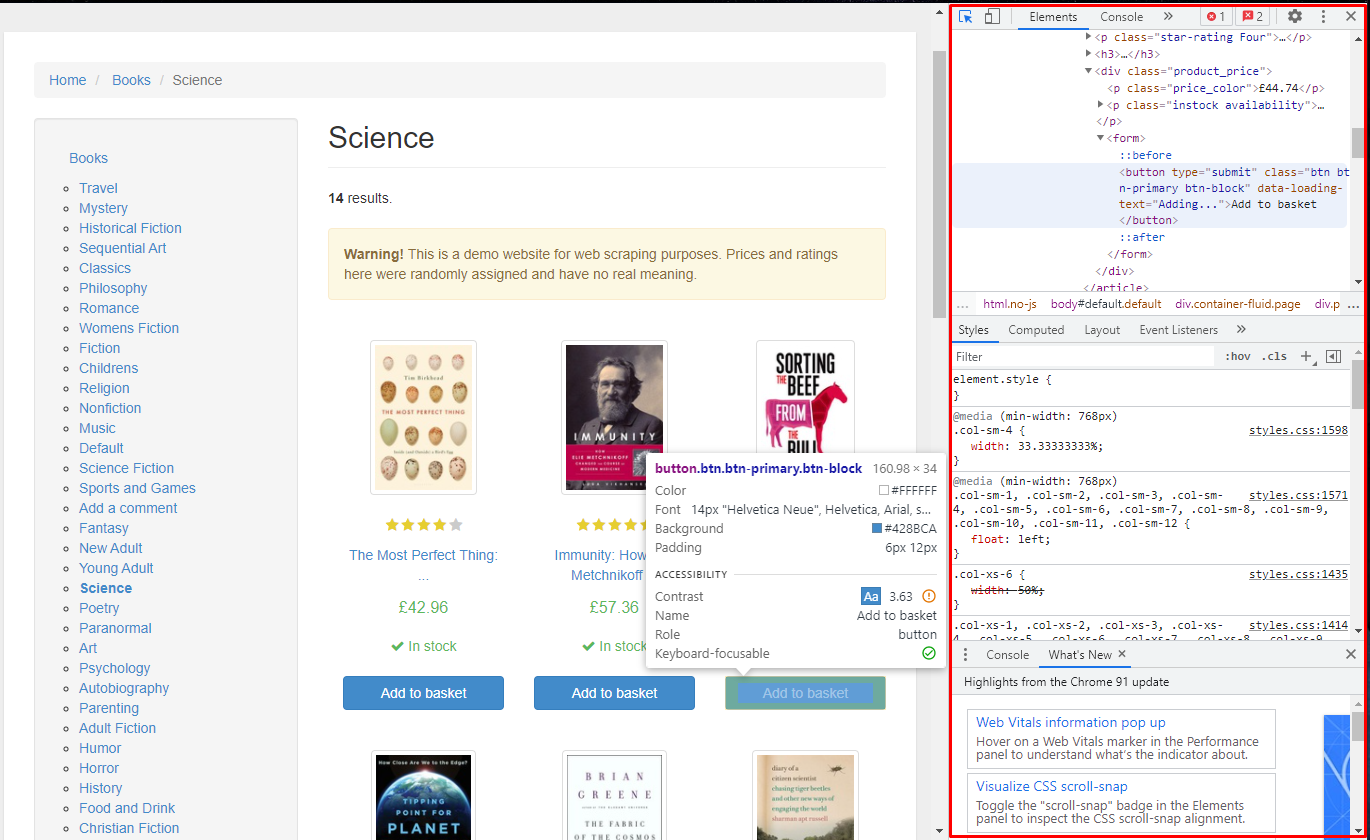 Home / Books / Science
Books
Travel
Mystery
Historical Fiction
Sequential Art
Classics
Philosophy
Romance
Womens Fiction
Fiction
Childrens
Religion
Nonfiction
Music
Default
Science Fiction
Sports and Games
Add a comment
Fantasy
New Adult
Young Adult
Science
Poetry
Paranormal
Art
Psychology
Autobiography
Parenting
Adult Fiction
Humor
Horror
History
Food and Drink
Christian Fiction
Science
14 results.
Warning! This is a demo website for web scraping purposes. Prices and ratings
here were randomly assigned and have no real meaning.
Tim Birkhead
THE MOST PERFECT THING
The Most Perfect Thing:
...
£42.96
In stock
Add to basket
IMMUNITY
HOW
ELIE METCHNIKOFF
CHANGED THE COURSE OF
MODERN MEDICINE
Immunity: How
Metchnikoff
£57.36
In stock
Add to basket
SORTING
THE BEEF
FROM
THE BULL
Add to basket
How Close Are We to the Edge?
TIPPING
POINT FOR
PLANET
BRIAN
GREENE
THE FABRIC
OF THE COSMOS
diary of a
citizen scientist
chasing tiger beetles
and other new ways of
engaging the world
sharman apt russell
button.btn.btn-primary.btn-block 160.98 × 34
Color #FFFFFF
Font 14px "Helvetica Neue", Helvetica, Arial, s...
Background #428BCA
Padding 6px 12px
ACCESSIBILITY
Contrast Aa 3.63
Name Add to basket
Role button
Keyboard-focusable
Elements Console » 1 2
<p class="star-rating Four">…</p>
<h3>…</h3>
<div class="product_price">
<p class="price_color">£44.74</p>
<p class="instock availability">…
</p>
<form>
::before
<button type="submit" class="btn bt
n-primary btn-block" data-loading-
text="Adding...">Add to basket
</button>
::after
</form>
</div>
</article>
... html.no-js body#default.default div.container-fluid.page div.p ...
Styles Computed Layout Event Listeners »
Filter :hov .cls +
element.style {
}
@media (min-width: 768px)
.col-sm-4 { styles.css:1598
width: 33.33333333%;
}
@media (min-width: 768px)
.col-sm-1, .col-sm-2, .col-sm-3, .col-sm- styles.css:1571
4, .col-sm-5, .col-sm-6, .col-sm-7, .col-sm-8, .col-sm-9,
.col-sm-10, .col-sm-11, .col-sm-12 {
float: left;
}
.col-xs-6 { styles.css:1435
width: 50%;
}
.col-xs-1, .col-xs-2, .col-xs-3, .col-xs- styles.css:1414
4, .col-xs-5, .col-xs-6, .col-xs-7, .col-xs-8, .col-xs-9,
Console What's New ×
Highlights from the Chrome 91 update
Web Vitals information pop up
Hover on a Web Vitals marker in the Performance
panel to understand what's the indicator about.
Visualize CSS scroll-snap
Toggle the "scroll-snap" badge in the Elements
panel to inspect the CSS scroll-snap alignment.